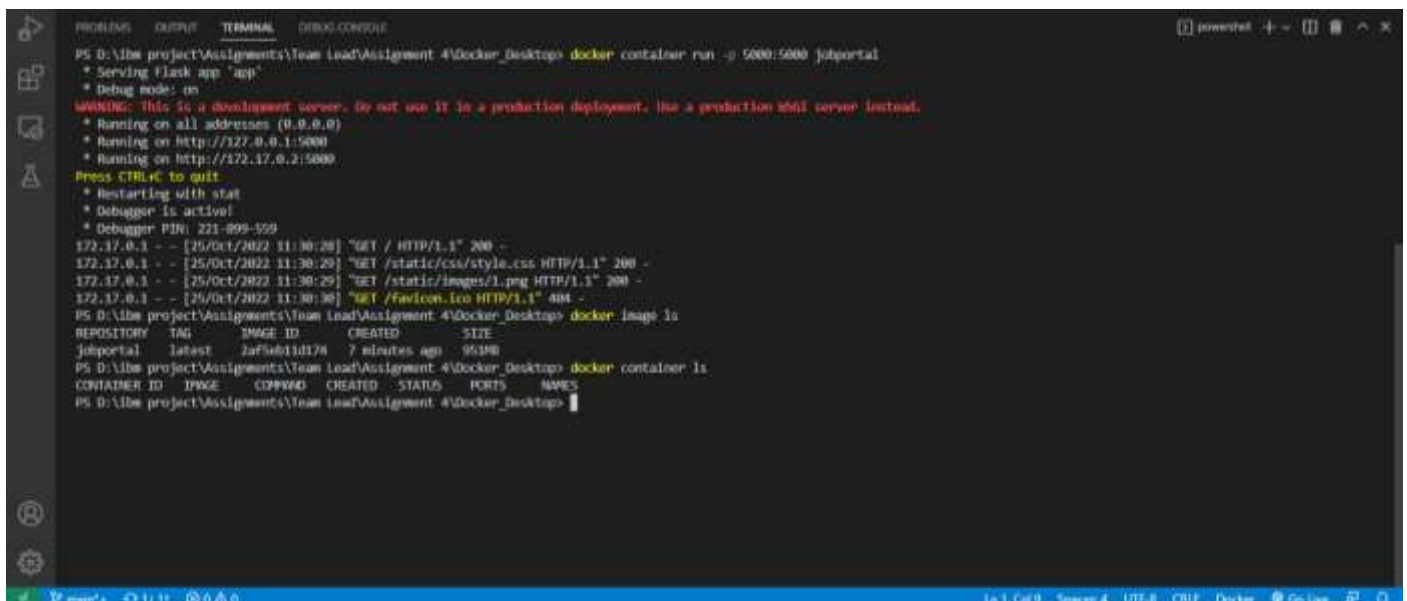 PROBLEMS OUTPUT TERMINAL DEBUG CONSOLE powershell
PS D:\ibm project\Assignments\Team Lead\Assignment 4\Docker_Desktop> docker container run -p 5000:5000 jobportal
* Serving Flask app 'app'
* Debug mode: on
WARNING: This is a development server. Do not use it in a production deployment. Use a production WSGI server instead.
* Running on all addresses (0.0.0.0)
* Running on http://127.0.0.1:5000
* Running on http://172.17.0.2:5000
Press CTRL+C to quit
* Restarting with stat
* Debugger is active!
* Debugger PIN: 221-899-559
172.17.0.1 - - [25/Oct/2022 11:30:28] "GET / HTTP/1.1" 200 -
172.17.0.1 - - [25/Oct/2022 11:30:29] "GET /static/css/style.css HTTP/1.1" 200 -
172.17.0.1 - - [25/Oct/2022 11:30:29] "GET /static/images/1.png HTTP/1.1" 200 -
172.17.0.1 - - [25/Oct/2022 11:30:30] "GET /favicon.ico HTTP/1.1" 404 -
PS D:\ibm project\Assignments\Team Lead\Assignment 4\Docker_Desktop> docker image ls
REPOSITORY TAG IMAGE ID CREATED SIZE
jobportal latest 2af5eb11d174 7 minutes ago 951MB
PS D:\ibm project\Assignments\Team Lead\Assignment 4\Docker_Desktop> docker container ls
CONTAINER ID IMAGE COMMAND CREATED STATUS PORTS NAMES
PS D:\ibm project\Assignments\Team Lead\Assignment 4\Docker_Desktop>
Ln 1, Col 9 Spaces: 4 UTF-8 CRLF Docker Go Live